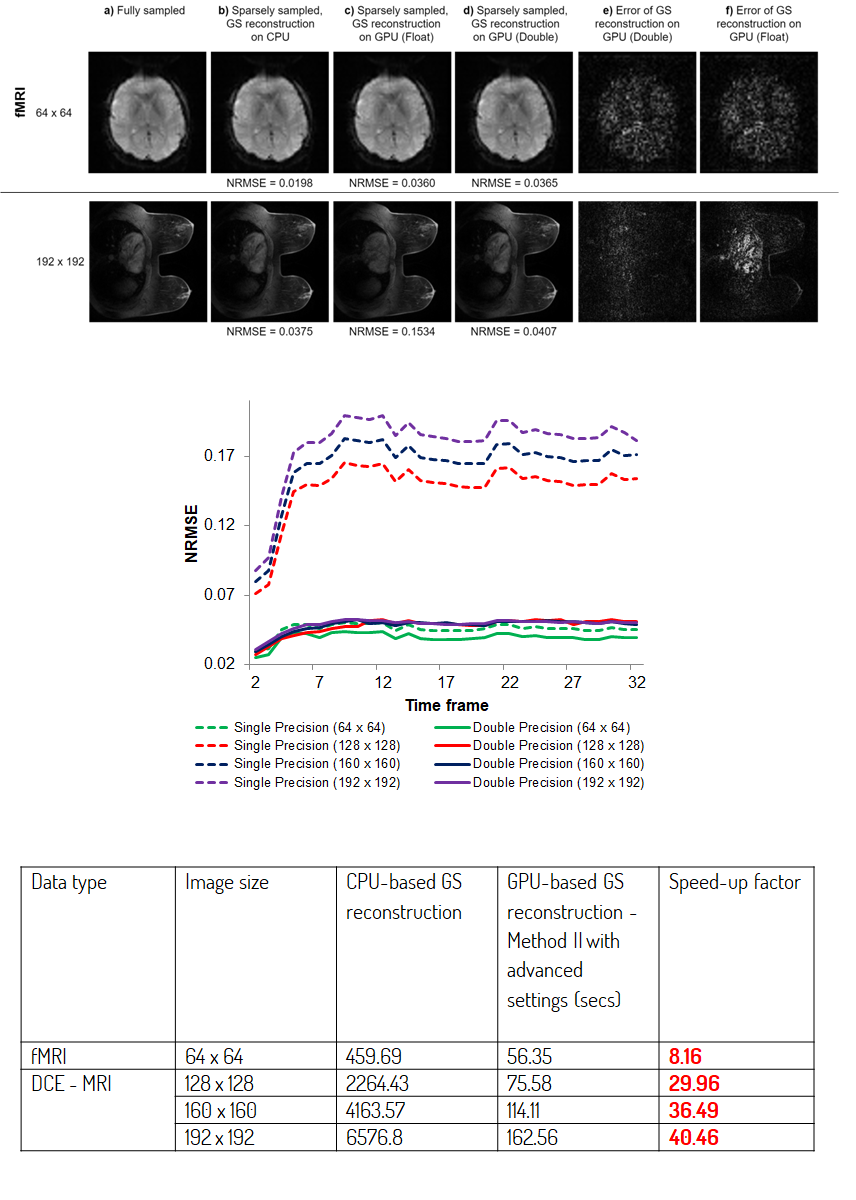 a) Fully sampled
b) Sparsely sampled,
GS reconstruction
on CPU
c) Sparsely sampled,
GS reconstruction
on GPU (Float)
d) Sparsely sampled,
GS reconstruction
on GPU (Double)
e) Error of GS
reconstruction on
GPU (Double)
f) Error of GS
reconstruction on
GPU (Float)
fMRI
64 x 64
NRMSE = 0.0198
NRMSE = 0.0360
NRMSE = 0.0365
192 x 192
NRMSE = 0.0375
NRMSE = 0.1534
NRMSE = 0.0407
NRMSE
0.17
0.12
0.07
0.02
2 7 12 17 22 27 32
Time frame
Single Precision (64 x 64)
Double Precision (64 x 64)
Single Precision (128 x 128)
Double Precision (128 x 128)
Single Precision (160 x 160)
Double Precision (160 x 160)
Single Precision (192 x 192)
Double Precision (192 x 192)
Data type
Image size
CPU-based GS
reconstruction
GPU-based GS
reconstruction -
Method II with
advanced
settings (secs)
Speed-up factor
fMRI 64 x 64 459.69 56.35 8.16
DCE - MRI 128 x 128 2264.43 75.58 29.96
160 x 160 4163.57 114.11 36.49
192 x 192 6576.8 162.56 40.46